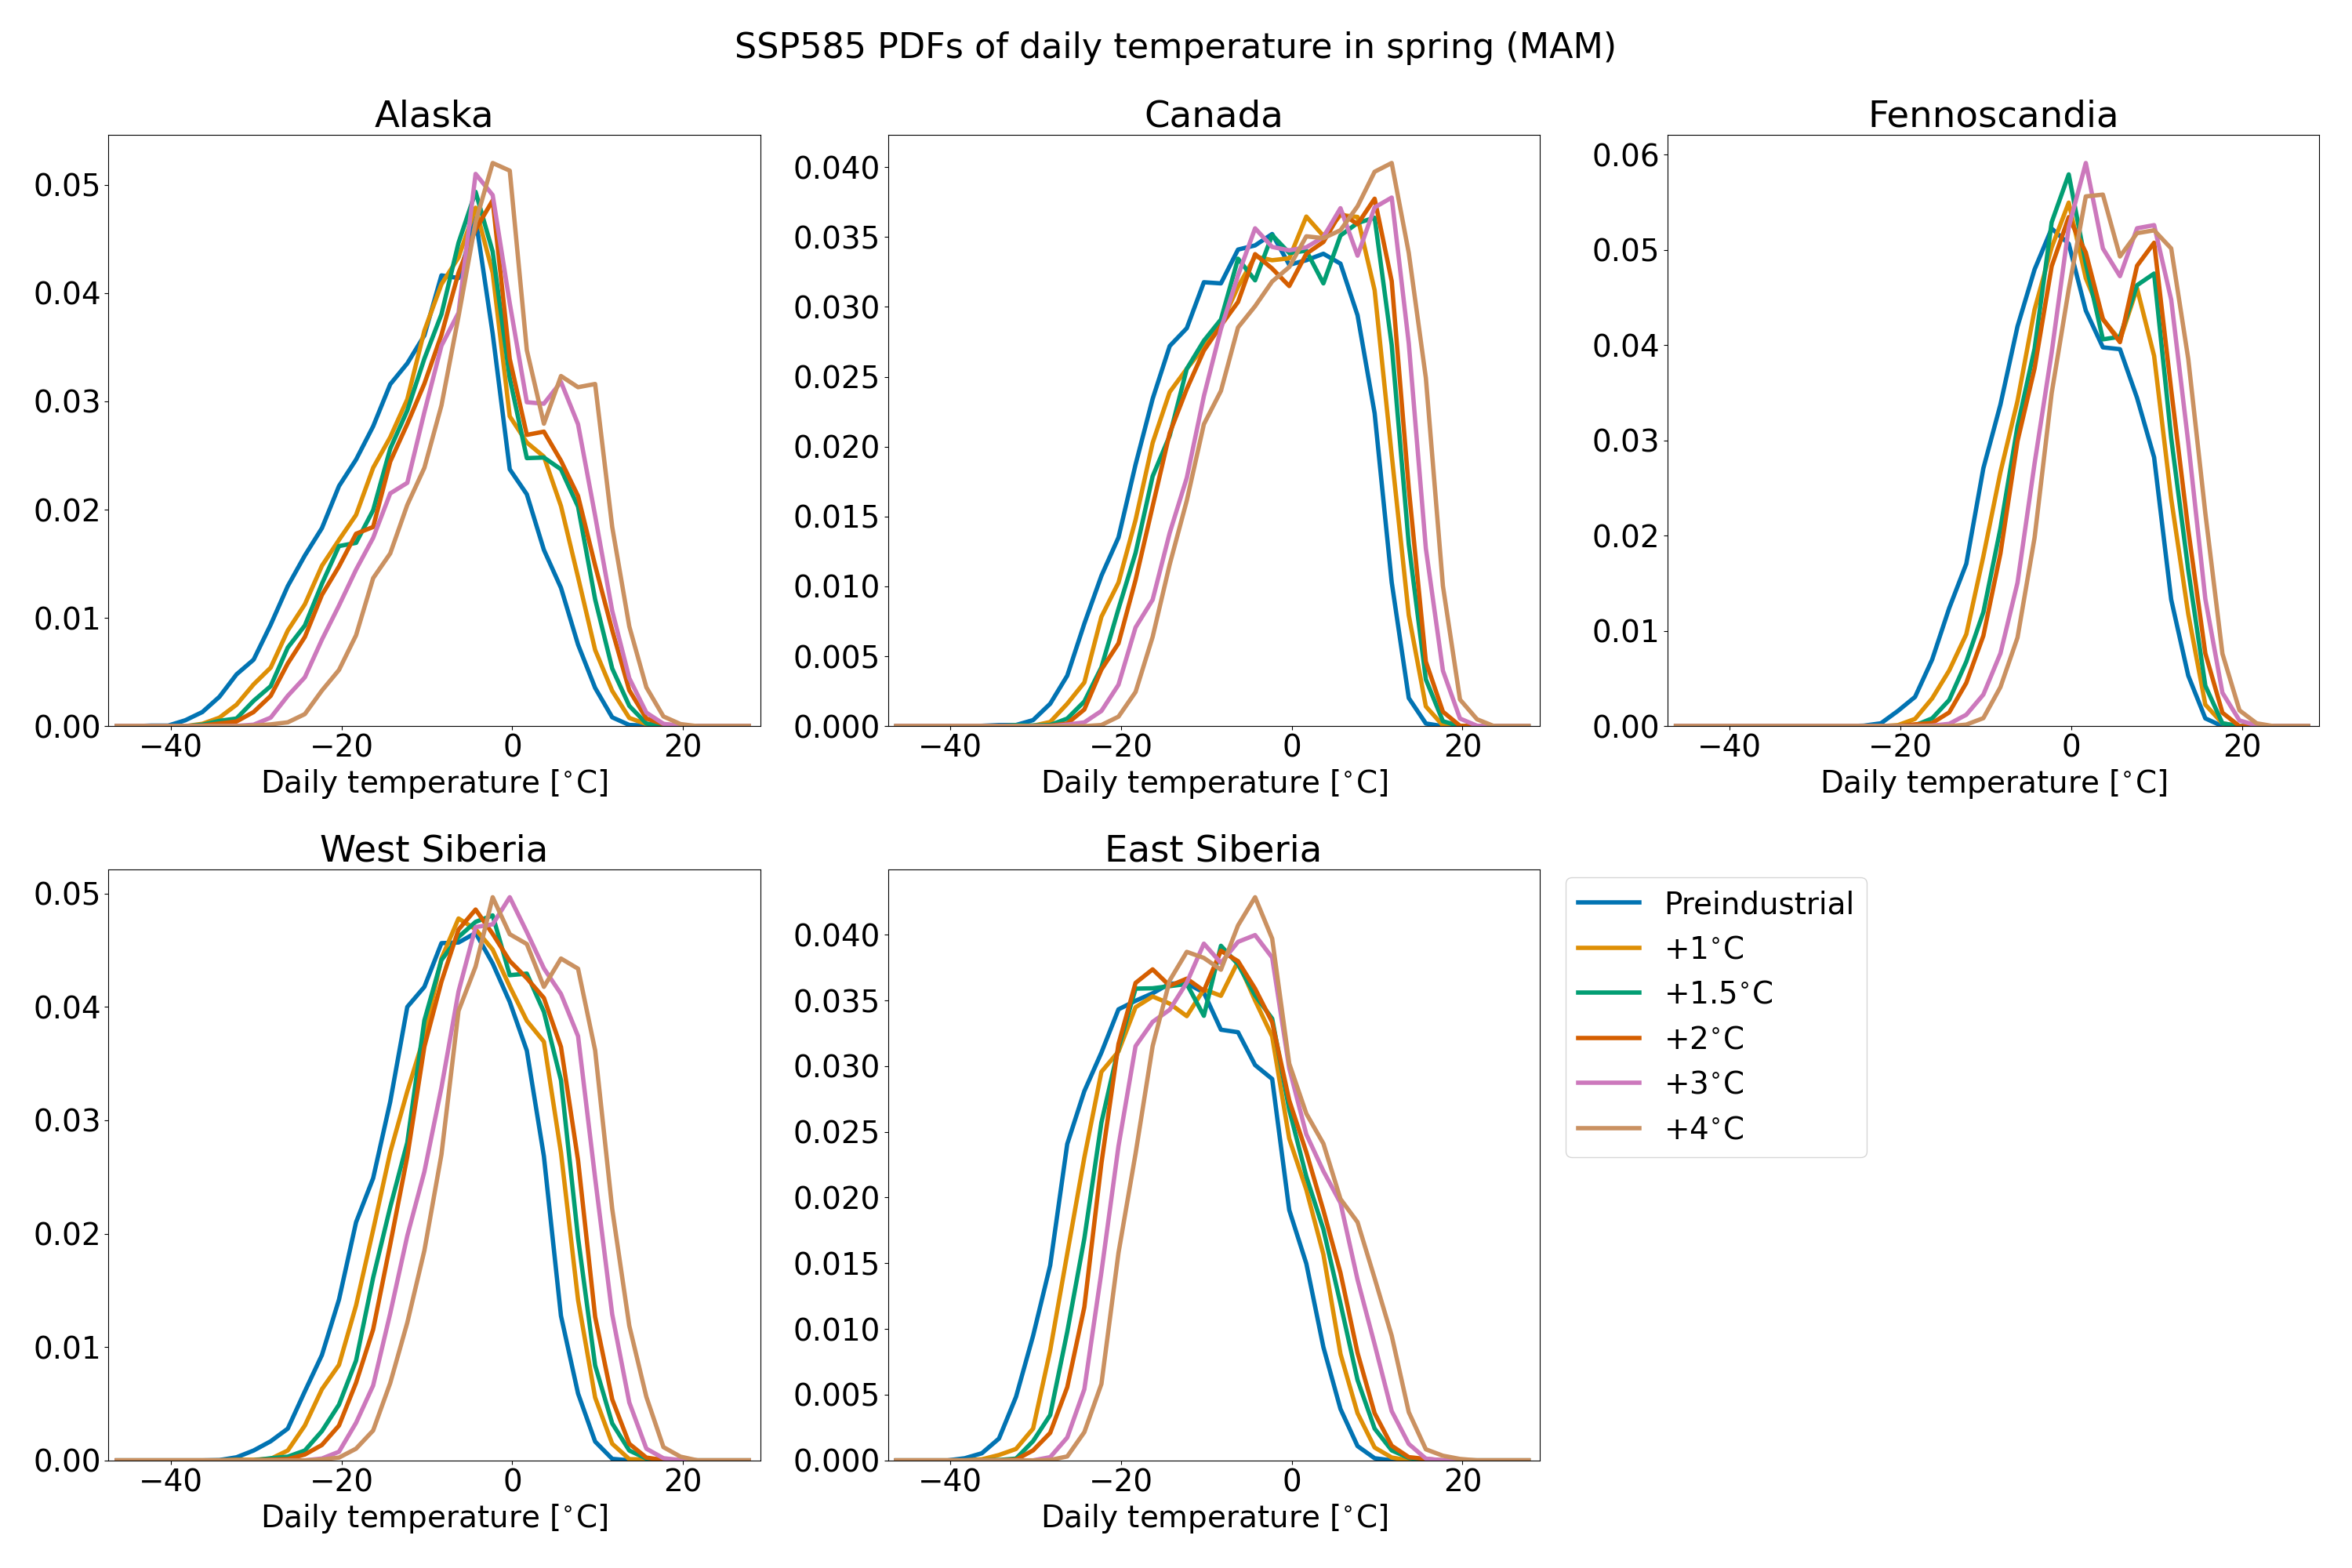 SSP585 PDFs of daily temperature in spring (MAM)
Alaska
0.05
0.04
0.03
0.02
0.01
0.00
−40 −20 0 20
Daily temperature [°C]
Canada
0.040
0.035
0.030
0.025
0.020
0.015
0.010
0.005
0.000
−40 −20 0 20
Daily temperature [°C]
Fennoscandia
0.06
0.05
0.04
0.03
0.02
0.01
0.00
−40 −20 0 20
Daily temperature [°C]
West Siberia
0.05
0.04
0.03
0.02
0.01
0.00
−40 −20 0 20
Daily temperature [°C]
East Siberia
0.040
0.035
0.030
0.025
0.020
0.015
0.010
0.005
0.000
−40 −20 0 20
Daily temperature [°C]
Preindustrial
+1°C
+1.5°C
+2°C
+3°C
+4°C